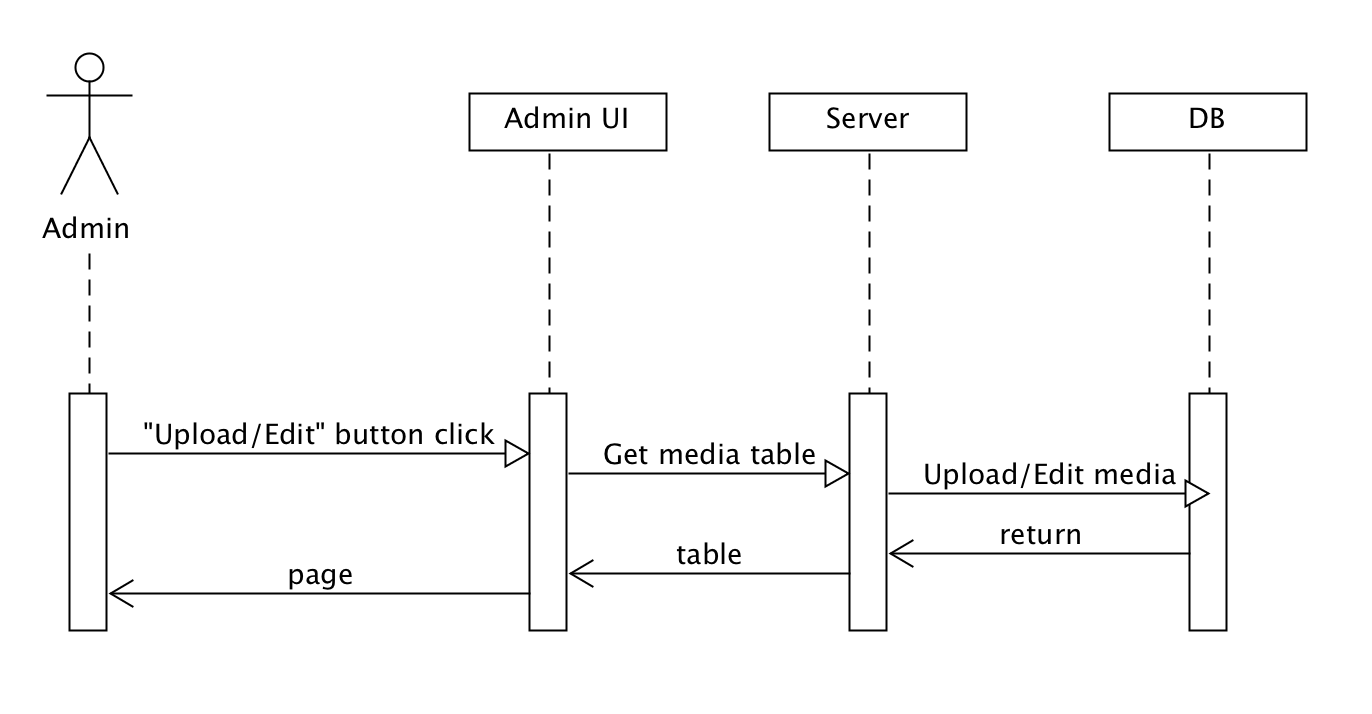 Admin UI
Server
DB
Admin
"Upload/Edit" button click
Get media table
Upload/Edit media
return
table
page